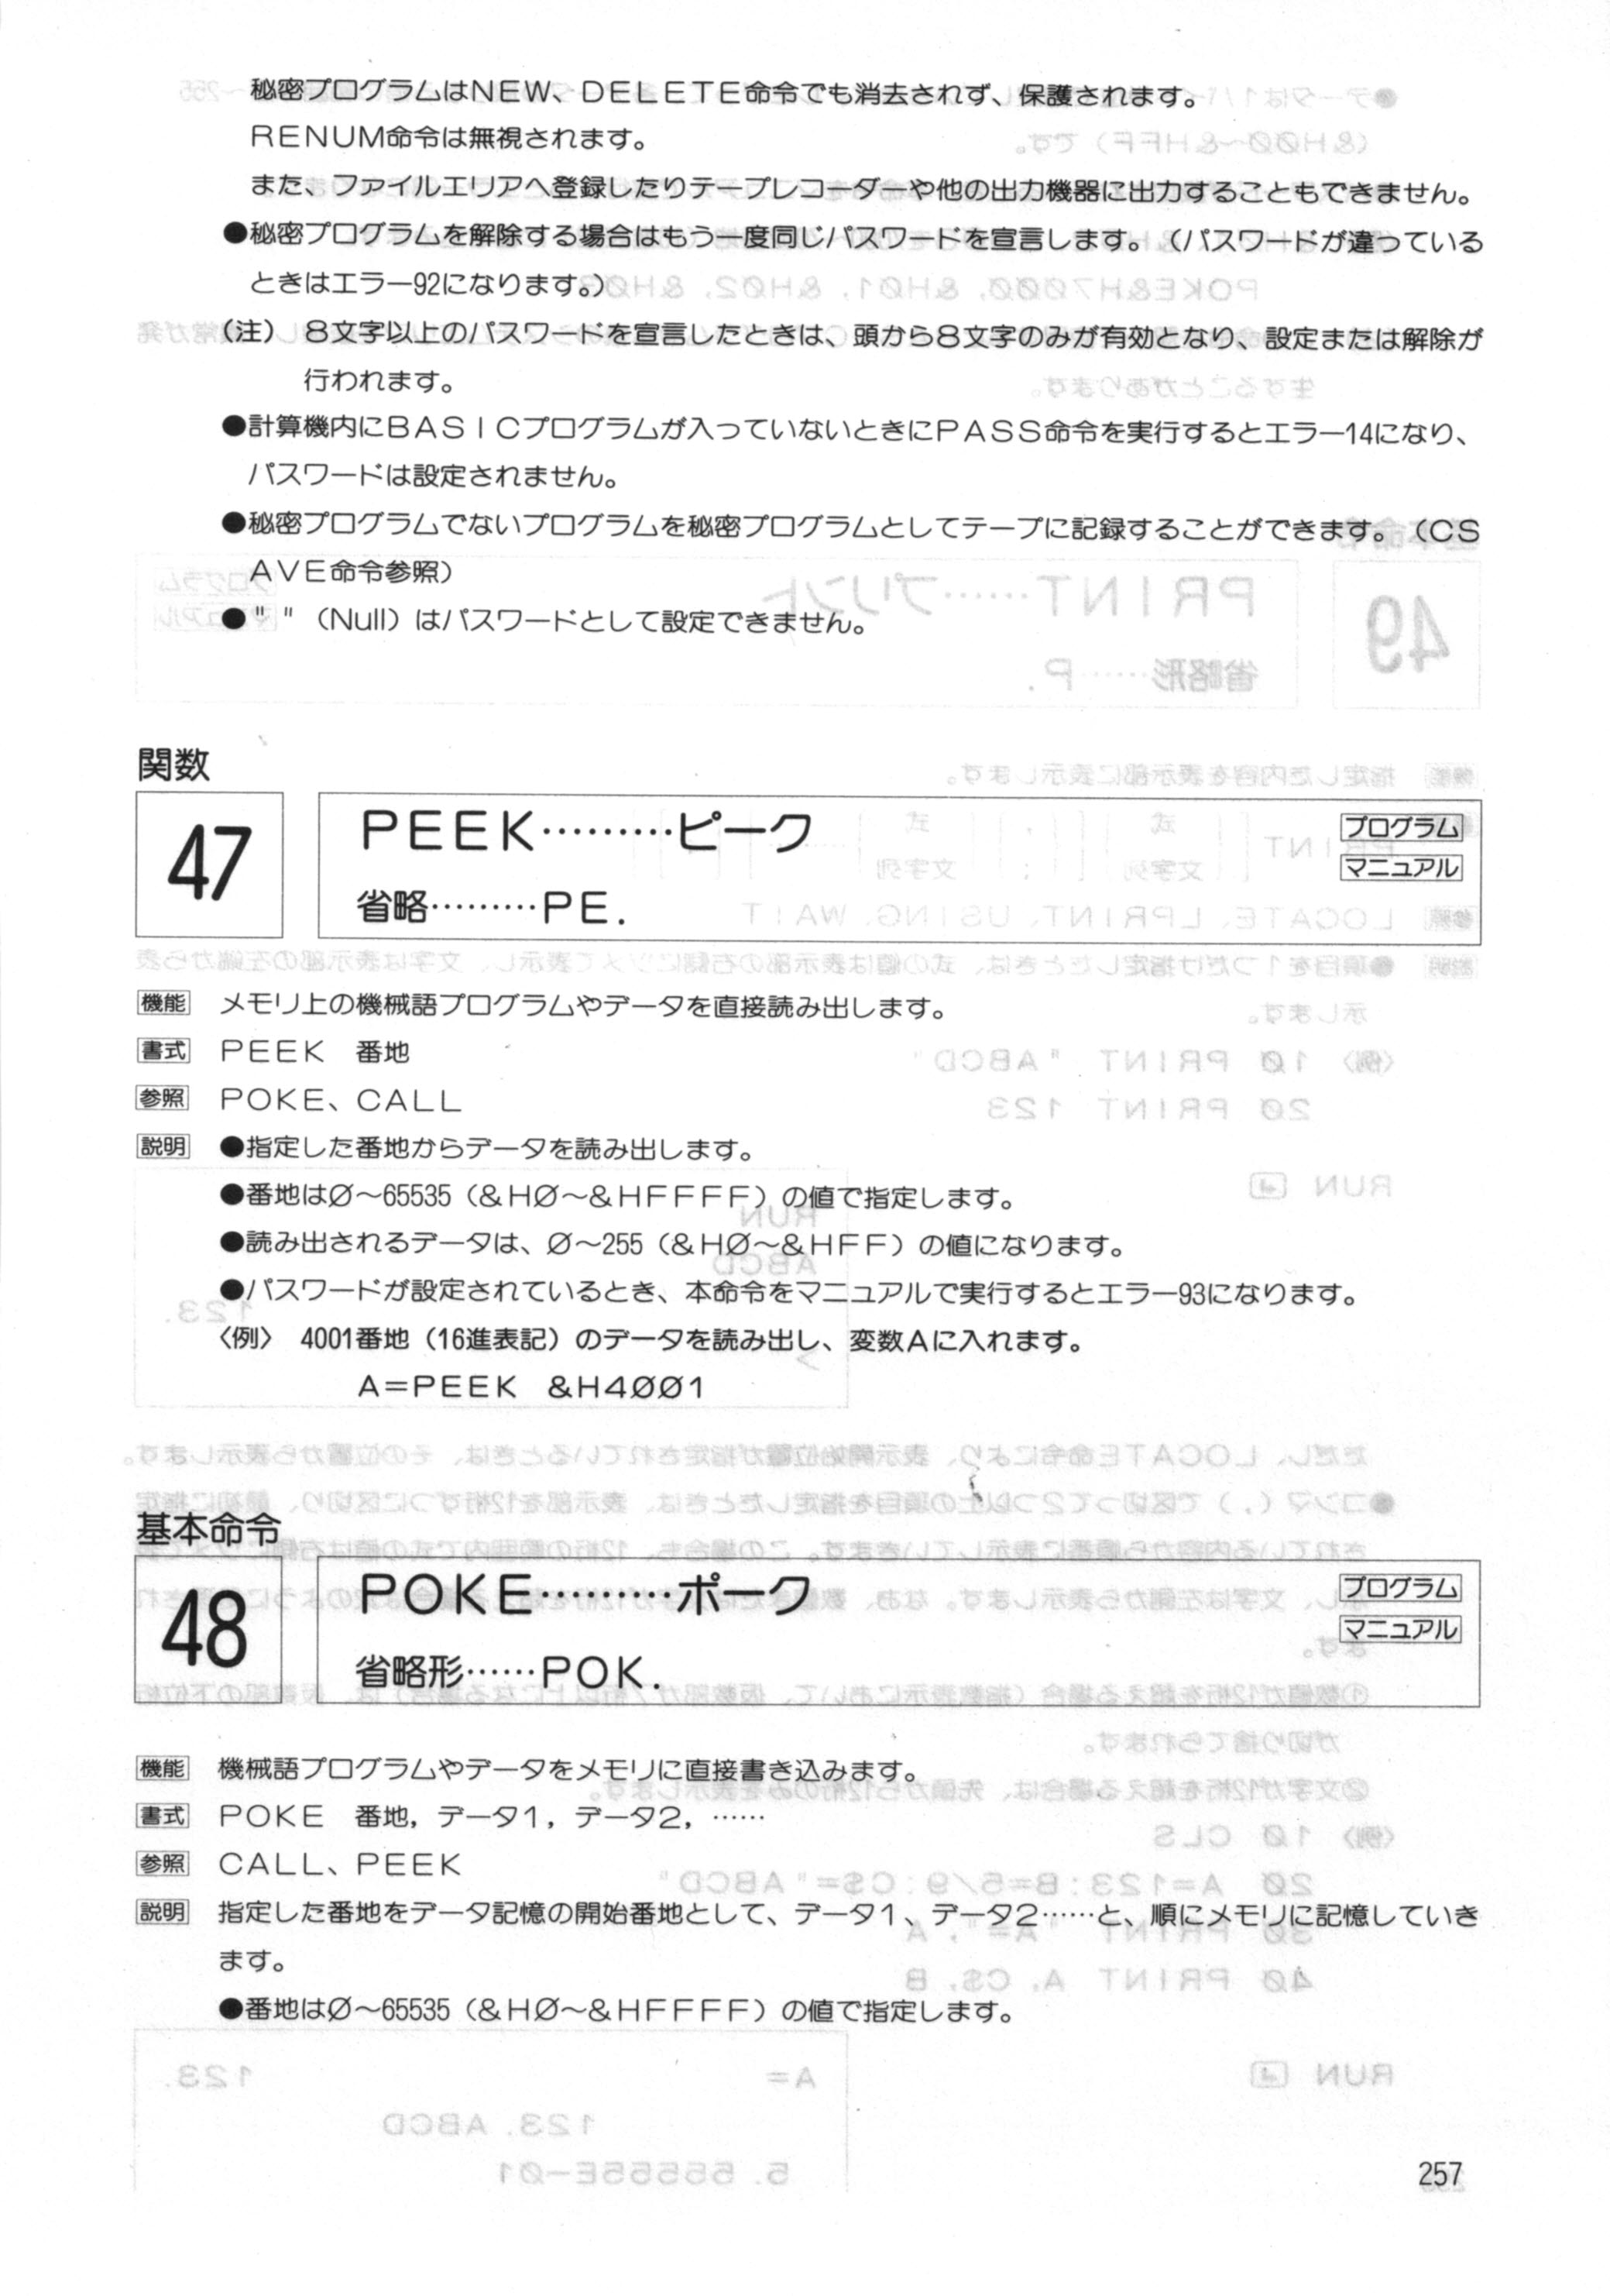 秘密プログラムはNEW、DELETE命令でも消去されず、保護されます。
RENUM命令は無視されます。
また、ファイルエリアへ登録したりテープレコーダーや他の出力機器に出力することもできません。
●秘密プログラムを解除する場合はもう一度同じパスワードを宣言します。（パスワードが違っている
ときはエラー92になります。）
（注）　8文字以上のパスワードを宣言したときは、頭から8文字のみが有効となり、設定または解除が
行われます。
●計算機内にBASICプログラムが入っていないときにPASS命令を実行するとエラー14になり、
パスワードは設定されません。
●秘密プログラムでないプログラムを秘密プログラムとしてテープに記録することができます。（CS
AVE命令参照）
●" "（Null）はパスワードとして設定できません。
関数
47
PEEK………ピーク
プログラム
マニュアル
省略………PE.
機能　メモリ上の機械語プログラムやデータを直接読み出します。
書式　PEEK　番地
参照　POKE、CALL
説明　●指定した番地からデータを読み出します。
●番地はØ～65535（&HØ～&HFFFF）の値で指定します。
●読み出されるデータは、Ø～255（&HØ～&HFF）の値になります。
●パスワードが設定されているとき、本命令をマニュアルで実行するとエラー93になります。
〈例〉　4001番地（16進表記）のデータを読み出し、変数Aに入れます。
A=PEEK　&H4ØØ1
基本命令
48
POKE………ポーク
プログラム
マニュアル
省略形……POK.
機能　機械語プログラムやデータをメモリに直接書き込みます。
書式　POKE　番地，データ1，データ2，……
参照　CALL、PEEK
説明　指定した番地をデータ記憶の開始番地として、データ1、データ2……と、順にメモリに記憶していき
ます。
●番地はØ～65535（&HØ～&HFFFF）の値で指定します。
257